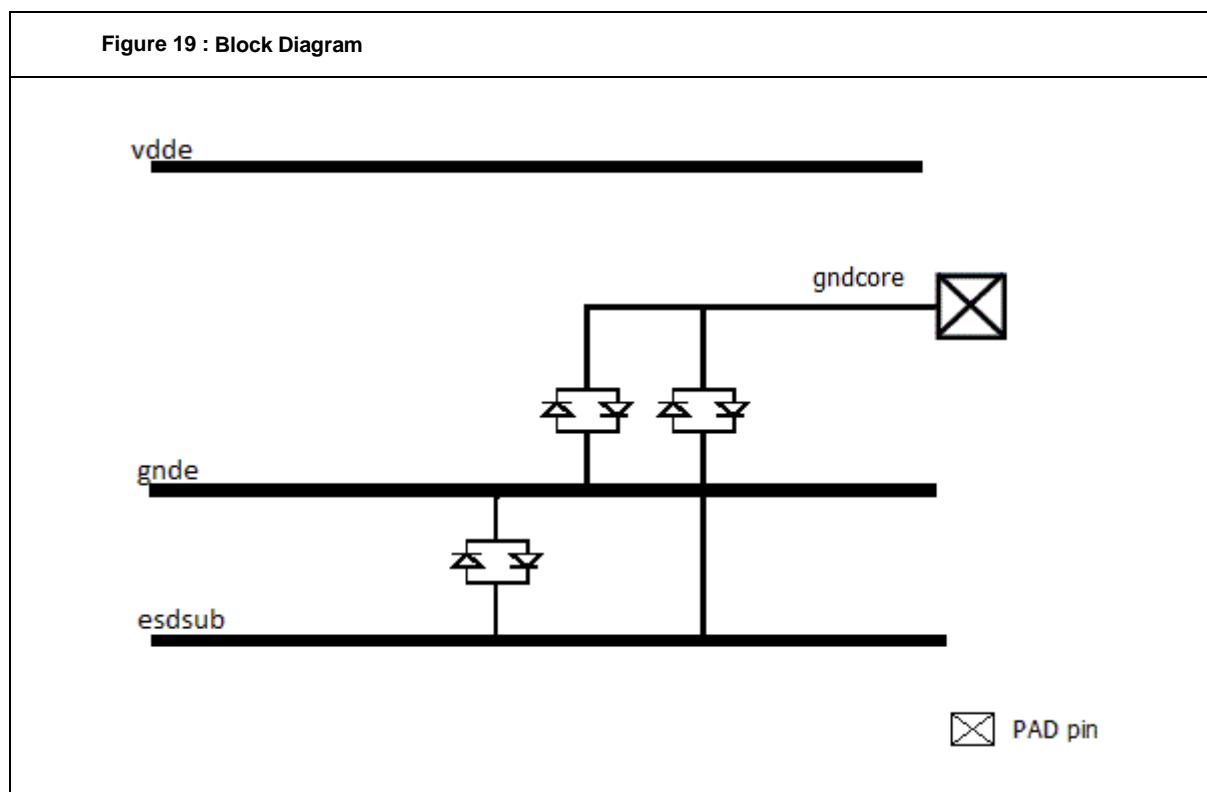 Figure 19 : Block Diagram
vdde
gndcore
gnde
esdsub
PAD pin